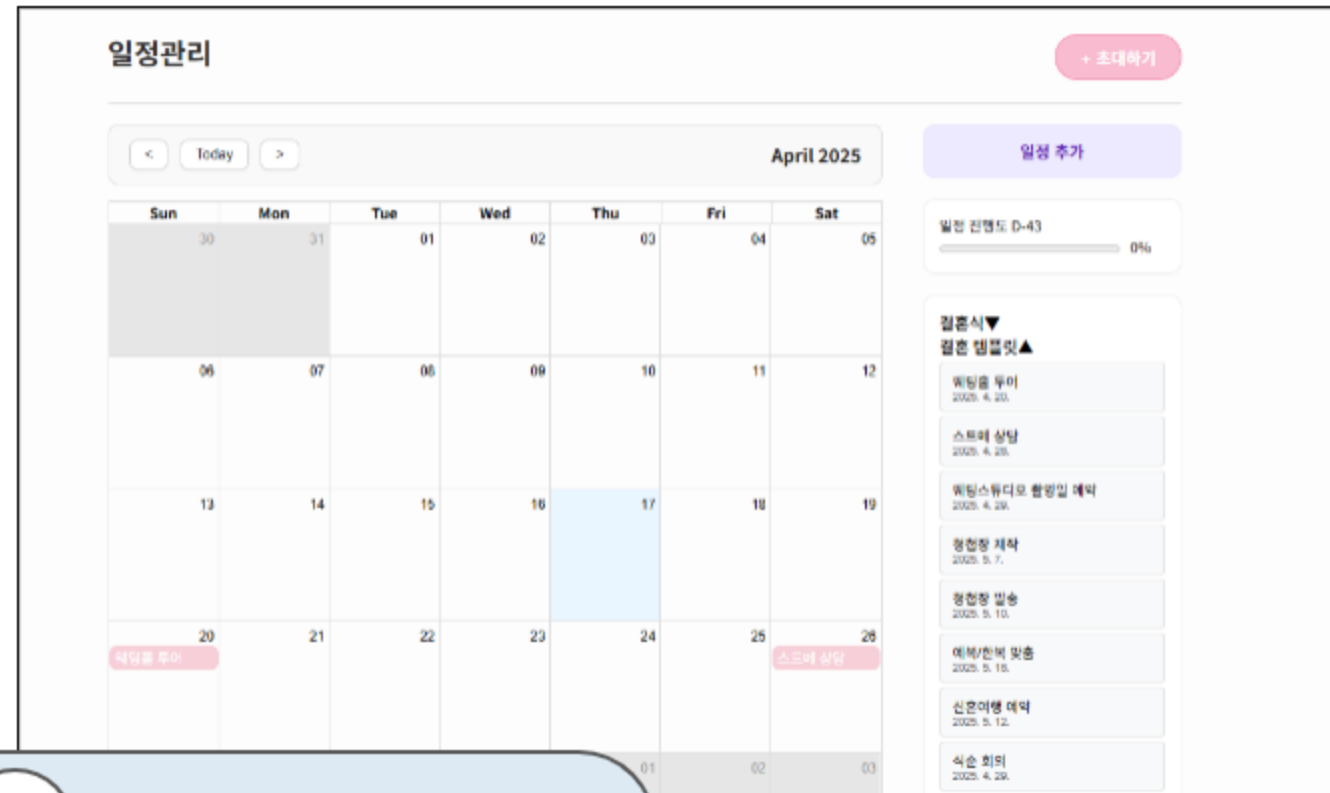 일정관리
+ 초대하기
< Today > April 2025
일정 추가
Sun Mon Tue Wed Thu Fri Sat
30 31 01 02 03 04 05
일정 진행도 D-43
0%
결혼식▼
결혼 템플릿▲
06 07 08 09 10 11 12
웨딩홀 투어
2025. 4. 20.
스드메 상담
2025. 4. 26.
13 14 15 16 17 18 19
웨딩스튜디오 촬영일 예약
2025. 4. 29.
청첩장 제작
2025. 5. 7.
청첩장 발송
2025. 5. 10.
20 21 22 23 24 25 26
웨딩홀 투어 스드메 상담
예복/한복 맞춤
신혼여행 예약
2025. 5. 12.
01 02 03
식순 회의
2025. 4. 29.